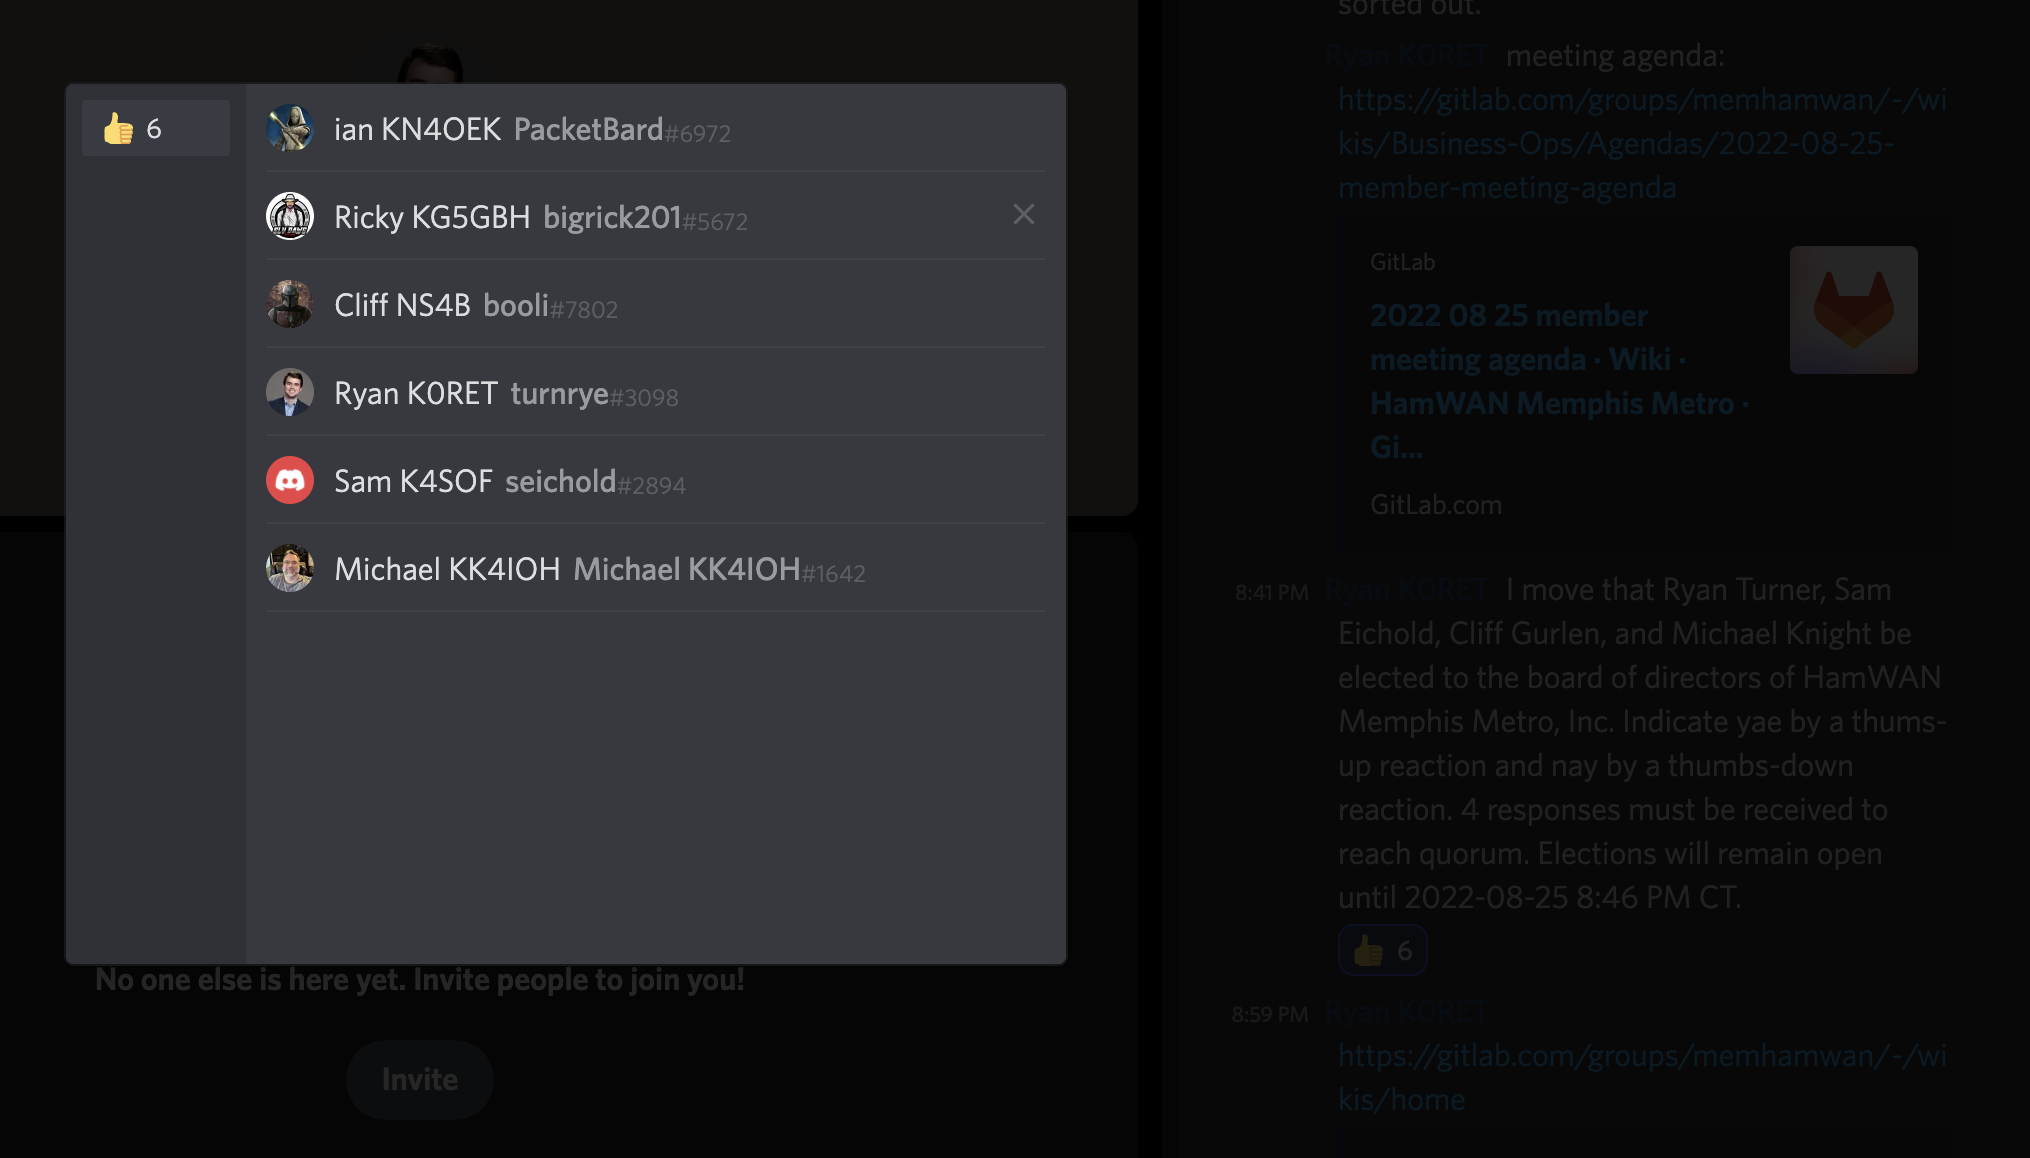 6
ian KN4OEK PacketBard#6972
Ricky KG5GBH bigrick201#5672
Cliff NS4B booli#7802
Ryan K0RET turnrye#3098
Sam K4SOF seichold#2894
Michael KK4IOH Michael KK4IOH#1642
No one else is here yet. Invite people to join you!
Invite
sorted out.
Ryan K0RET meeting agenda:
https://gitlab.com/groups/memhamwan/-/wi
kis/Business-Ops/Agendas/2022-08-25-
member-meeting-agenda
GitLab
2022 08 25 member
meeting agenda · Wiki ·
HamWAN Memphis Metro ·
Gi...
GitLab.com
8:41 PM Ryan K0RET I move that Ryan Turner, Sam
Eichold, Cliff Gurlen, and Michael Knight be
elected to the board of directors of HamWAN
Memphis Metro, Inc. Indicate yae by a thums-
up reaction and nay by a thumbs-down
reaction. 4 responses must be received to
reach quorum. Elections will remain open
until 2022-08-25 8:46 PM CT.
6
8:59 PM Ryan K0RET
https://gitlab.com/groups/memhamwan/-/wi
kis/home